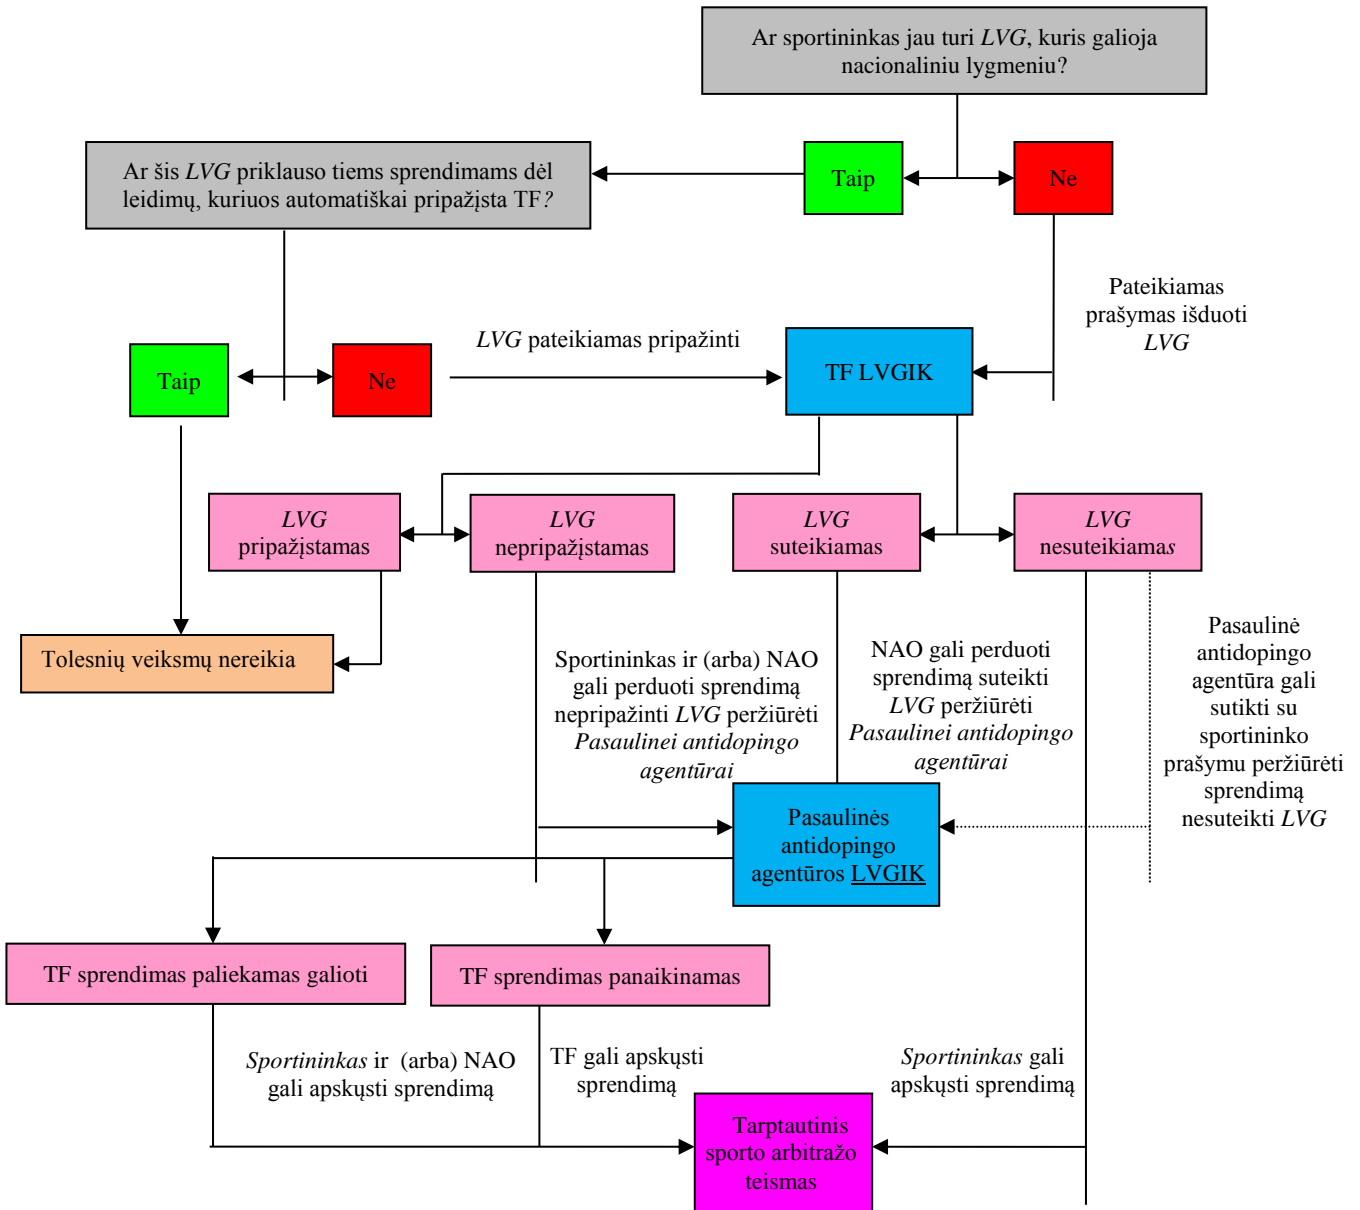 Ar sportininkas jau turi LVG, kuris galioja
nacionaliniu lygmeniu?
Ar šis LVG priklauso tiems sprendimams dėl
leidimų, kuriuos automatiškai pripažįsta TF?
Taip
Ne
Pateikiamas
prašymas išduoti
LVG
LVG pateikiamas pripažinti
Taip
Ne
TF LVGIK
LVG
pripažįstamas
LVG
nepripažįstamas
LVG
suteikiamas
LVG
nesuteikiamas
Tolesnių veiksmų nereikia
Sportininkas ir (arba) NAO
gali perduoti sprendimą
nepripažinti LVG peržiūrėti
Pasaulinei antidopingo
agentūrai
NAO gali perduoti
sprendimą suteikti
LVG peržiūrėti
Pasaulinei antidopingo
agentūrai
Pasaulinė
antidopingo
agentūra gali
sutikti su
sportininko
prašymu peržiūrėti
sprendimą
nesuteikti LVG
Pasaulinės
antidopingo
agentūros LVGIK
TF sprendimas paliekamas galioti
TF sprendimas panaikinamas
Sportininkas ir (arba) NAO
gali apskųsti sprendimą
TF gali apskųsti
sprendimą
Sportininkas gali
apskųsti sprendimą
Tarptautinis
sporto arbitražo
teismas